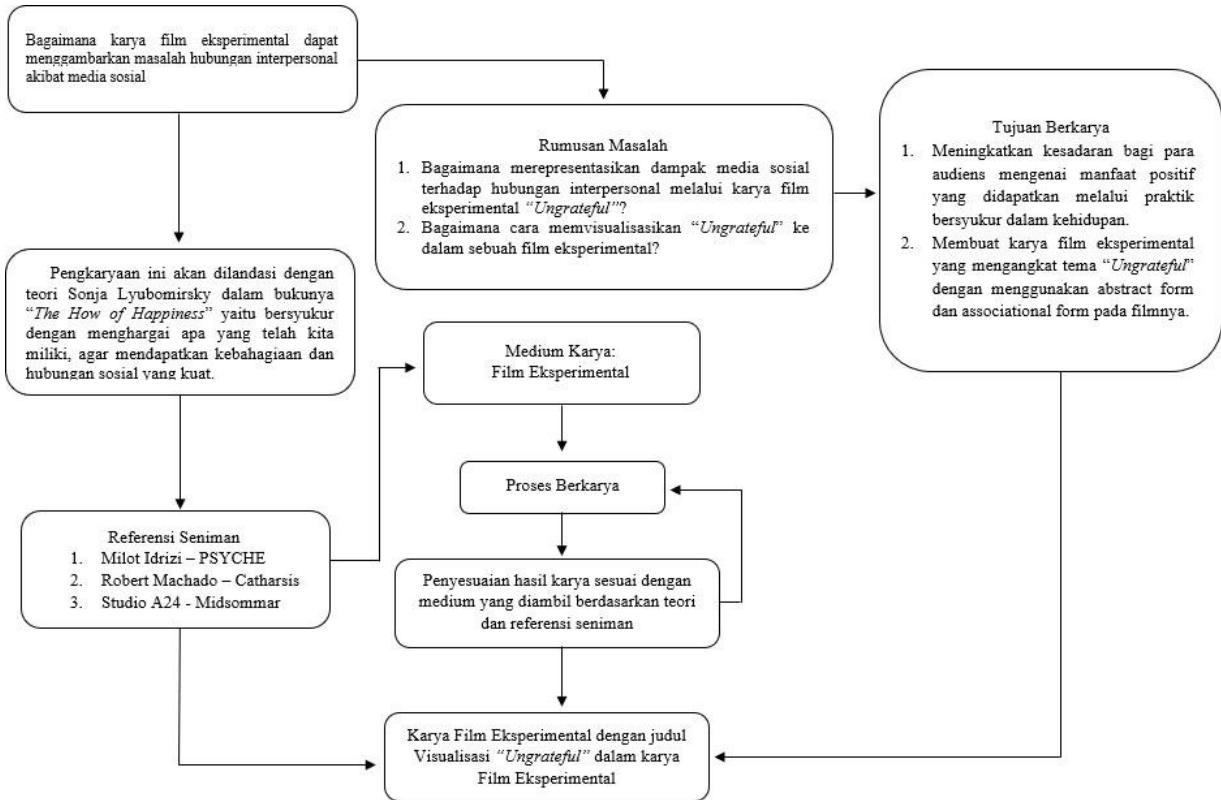 Bagaimana karya film eksperimental dapat
menggambarkan masalah hubungan interpersonal
akibat media sosial
Rumusan Masalah
1. Bagaimana merepresentasikan dampak media sosial
terhadap hubungan interpersonal melalui karya film
eksperimental “Ungrateful”?
2. Bagaimana cara memvisualisasikan “Ungrateful” ke
dalam sebuah film eksperimental?
Tujuan Berkarya
1. Meningkatkan kesadaran bagi para
audiens mengenai manfaat positif
yang didapatkan melalui praktik
bersyukur dalam kehidupan.
2. Membuat karya film eksperimental
yang mengangkat tema “Ungrateful”
dengan menggunakan abstract form
dan associational form pada filmnya.
Pengkaryaan ini akan dilandasi dengan
teori Sonja Lyubomirsky dalam bukunya
“The How of Happiness” yaitu bersyukur
dengan menghargai apa yang telah kita
miliki, agar mendapatkan kebahagiaan dan
hubungan sosial yang kuat.
Medium Karya:
Film Eksperimental
Proses Berkarya
Referensi Seniman
1. Milot Idrizi – PSYCHE
2. Robert Machado – Catharsis
3. Studio A24 - Midsommar
Penyesuaian hasil karya sesuai dengan
medium yang diambil berdasarkan teori
dan referensi seniman
Karya Film Eksperimental dengan judul
Visualisasi “Ungrateful” dalam karya
Film Eksperimental